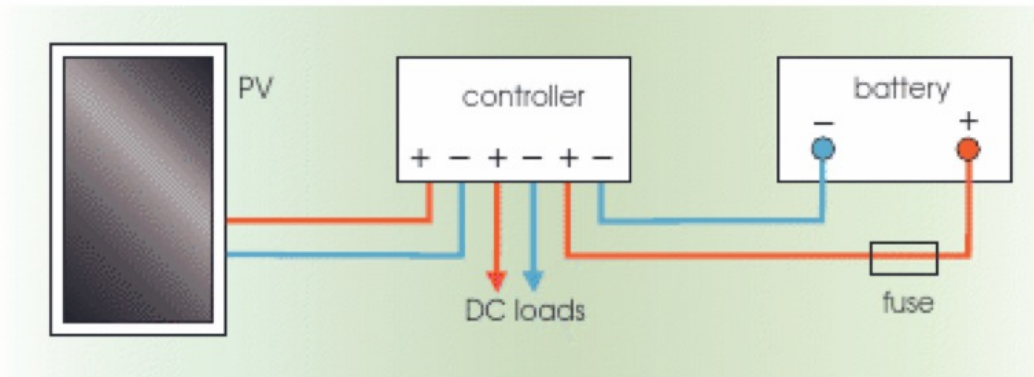 PV
controller
+ − + − + −
battery
− +
DC loads
fuse